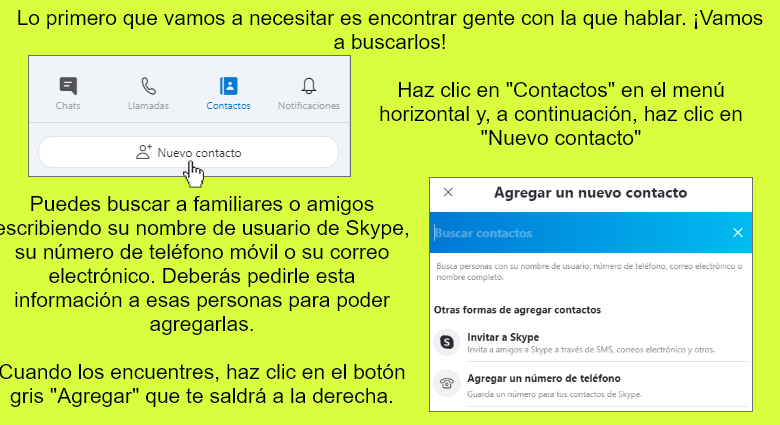 Lo primero que vamos a necesitar es encontrar gente con la que hablar. ¡Vamos
a buscarlos!
Chats
Llamadas
Contactos
Notificaciones
Nuevo contacto
Haz clic en "Contactos" en el menú
horizontal y, a continuación, haz clic en
"Nuevo contacto"
Puedes buscar a familiares o amigos
escribiendo su nombre de usuario de Skype,
su número de teléfono móvil o su correo
electrónico. Deberás pedirle esta
información a esas personas para poder
agregarlas.
Cuando los encuentres, haz clic en el botón
gris "Agregar" que te saldrá a la derecha.
Agregar un nuevo contacto
Buscar contactos
Busca personas con su nombre de usuario, número de teléfono, correo electrónico o
nombre completo.
Otras formas de agregar contactos
Invitar a Skype
Invita a amigos a Skype a través de SMS, correos electrónico y otros.
Agregar un número de teléfono
Guarda un número para tus contactos de Skype.